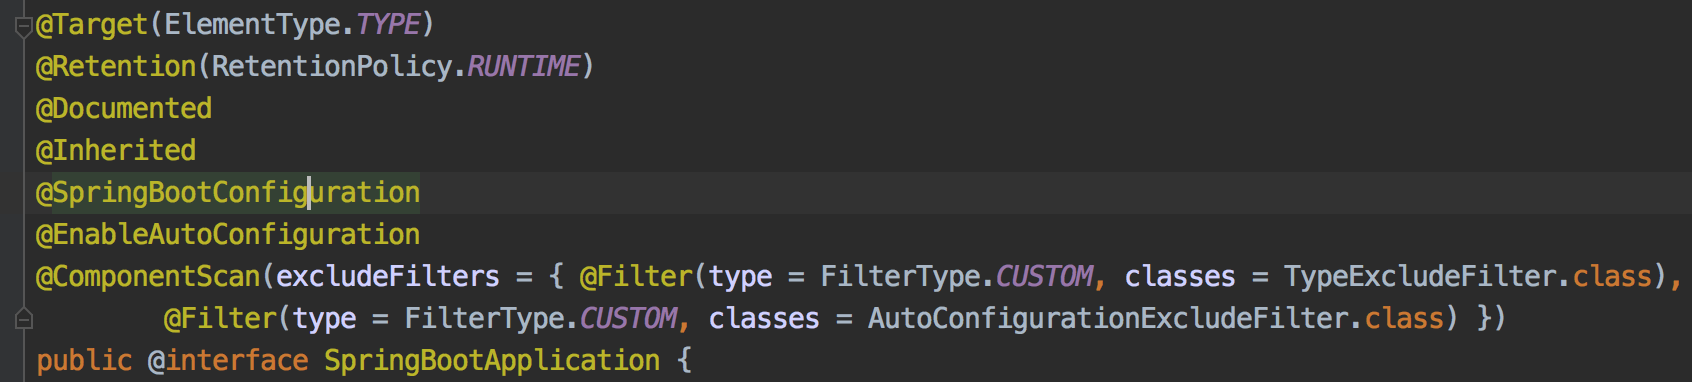 @Target(ElementType.TYPE)
@Retention(RetentionPolicy.RUNTIME)
@Documented
@Inherited
@SpringBootConfiguration
@EnableAutoConfiguration
@ComponentScan(excludeFilters = { @Filter(type = FilterType.CUSTOM, classes = TypeExcludeFilter.class),
        @Filter(type = FilterType.CUSTOM, classes = AutoConfigurationExcludeFilter.class) })
public @interface SpringBootApplication {